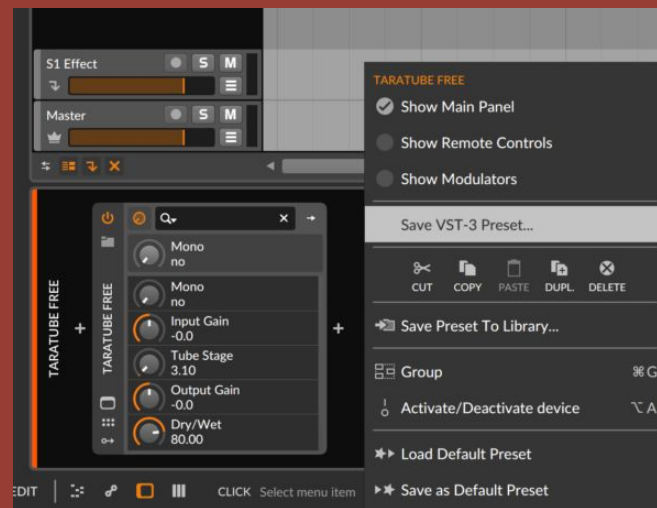 S1 Effect
S M
Master
S M
TARATUBE FREE
TARATUBE FREE
Mono
no
Mono
no
Input Gain
-0.0
Tube Stage
3.10
Output Gain
-0.0
Dry/Wet
80.00
EDIT
CLICK Select menu item
TARATUBE FREE
Show Main Panel
Show Remote Controls
Show Modulators
Save VST-3 Preset...
CUT COPY PASTE DUPL. DELETE
Save Preset To Library...
Group ⌘G
Activate/Deactivate device ⌥A
Load Default Preset
Save as Default Preset